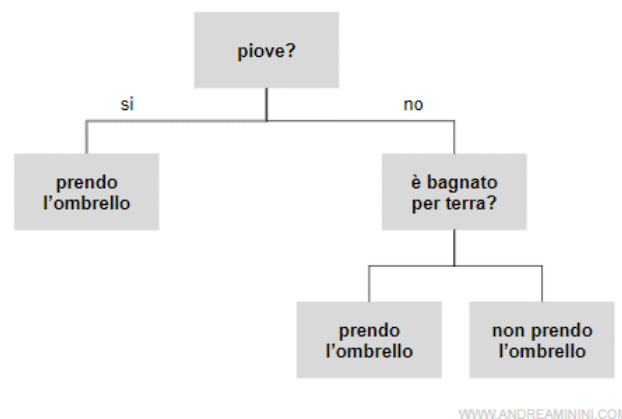 piove?
si
no
prendo
l'ombrello
è bagnato
per terra?
prendo
l'ombrello
non prendo
l'ombrello
WWW.ANDREAMININI.COM